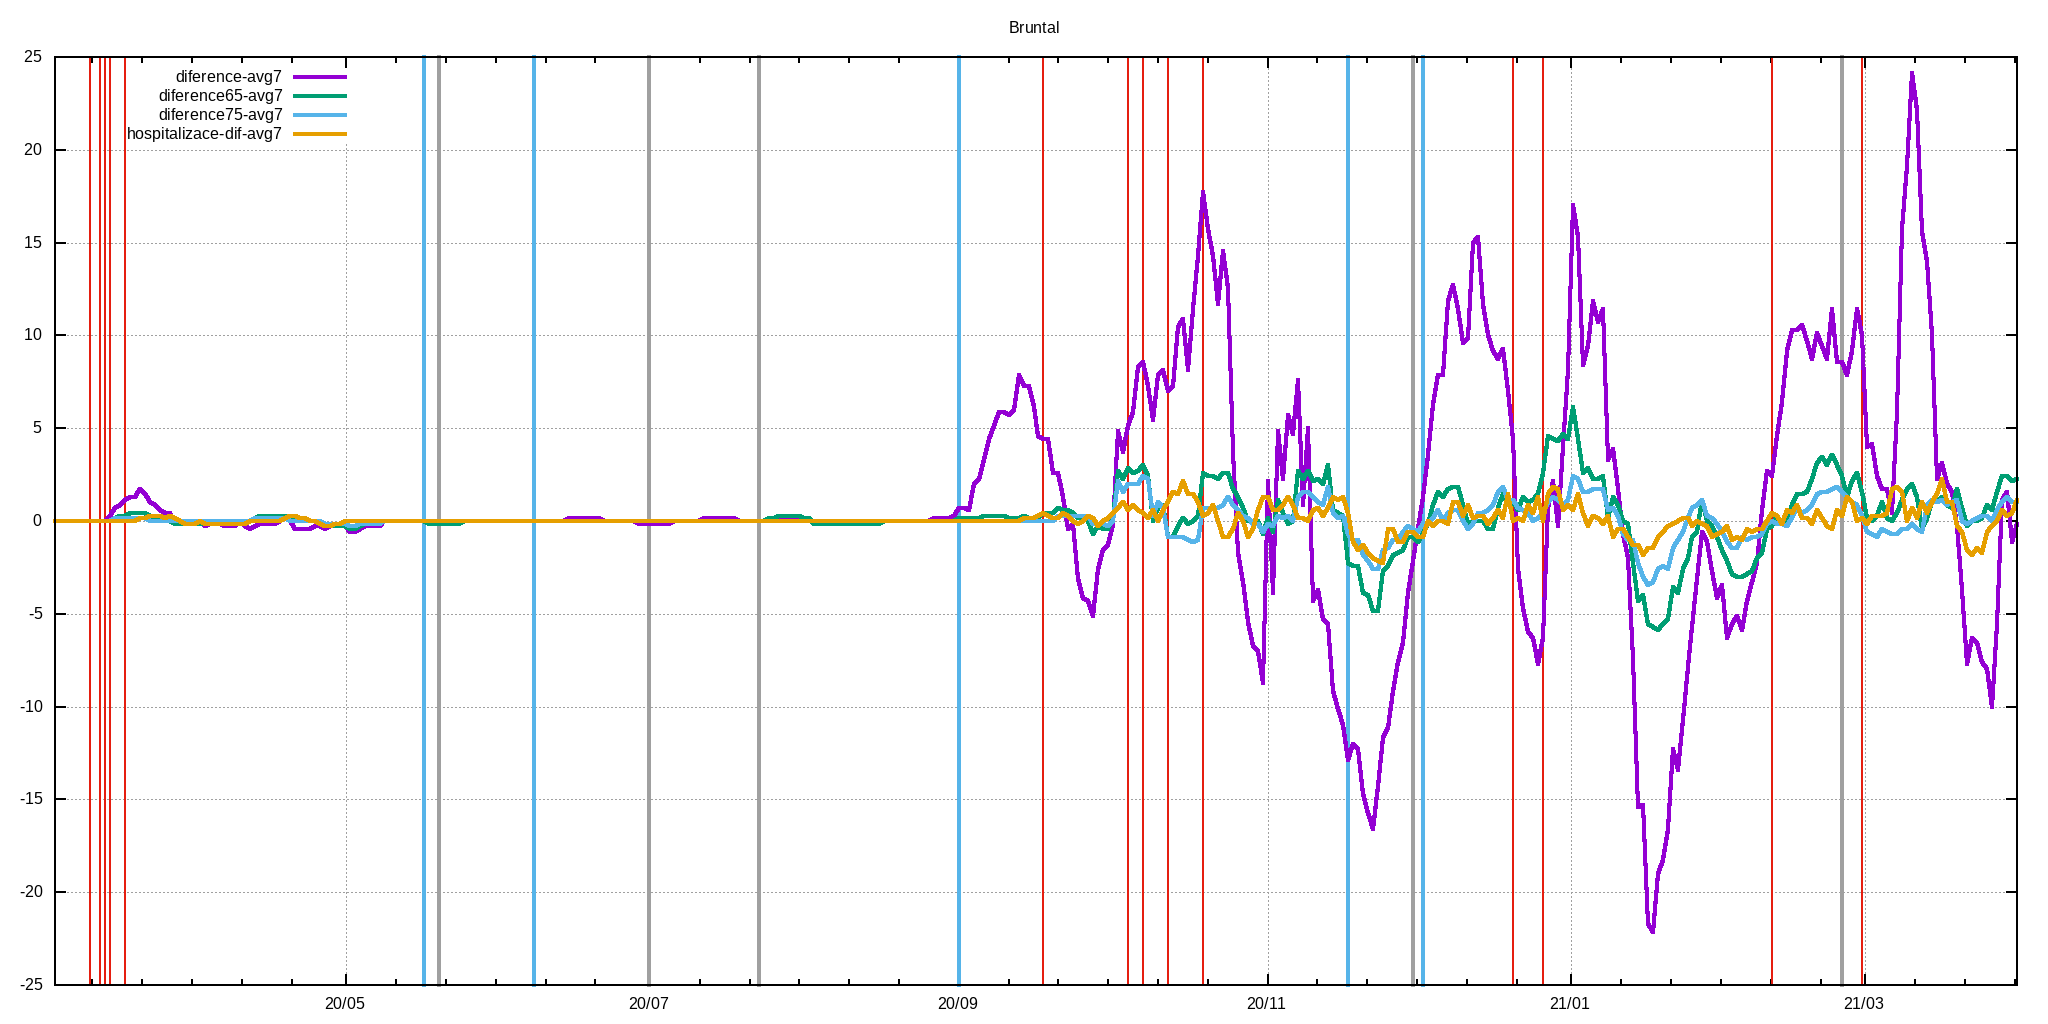 Bruntal
25
diference-avg7
diference65-avg7
diference75-avg7
hospitalizace-dif-avg7
20
15
10
5
0
-5
-10
-15
-20
-25
20/05 20/07 20/09 20/11 21/01 21/03